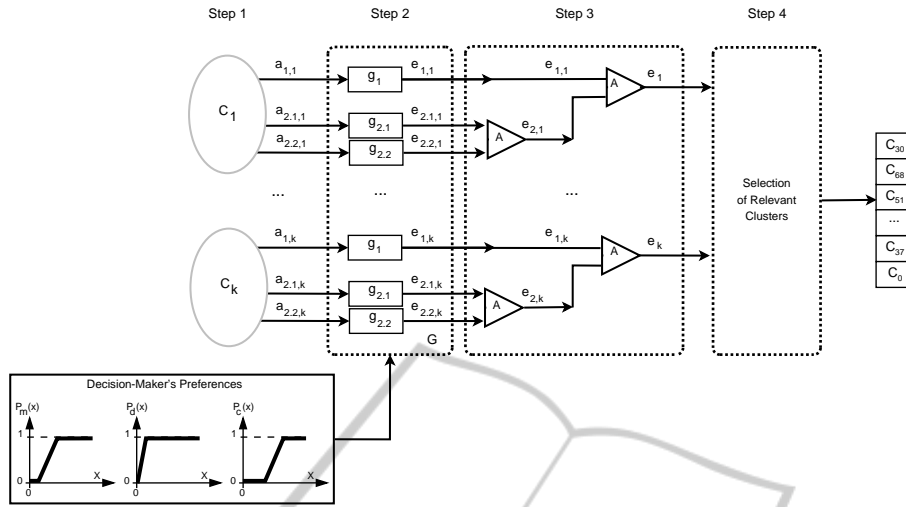 Step 1 Step 2 Step 3 Step 4
a1,1 e1,1 e1,1 e1
g1 A
C1
a2.1,1 g2.1 e2.1,1
A e2,1
a2.2,1 g2.2 e2.2,1
... ... ...
Selection
of Relevant
Clusters
C30
C68
C51
...
C37
C0
a1,k g1 e1,k e1,k ek
A
Ck
a2.1,k g2.1 e2.1,k
A e2,k
a2.2,k g2.2 e2.2,k
G
Decision-Maker's Preferences
Pm(x) Pd(x) Pc(x)
1 1 1
0 X 0 X 0 X
0 0 0